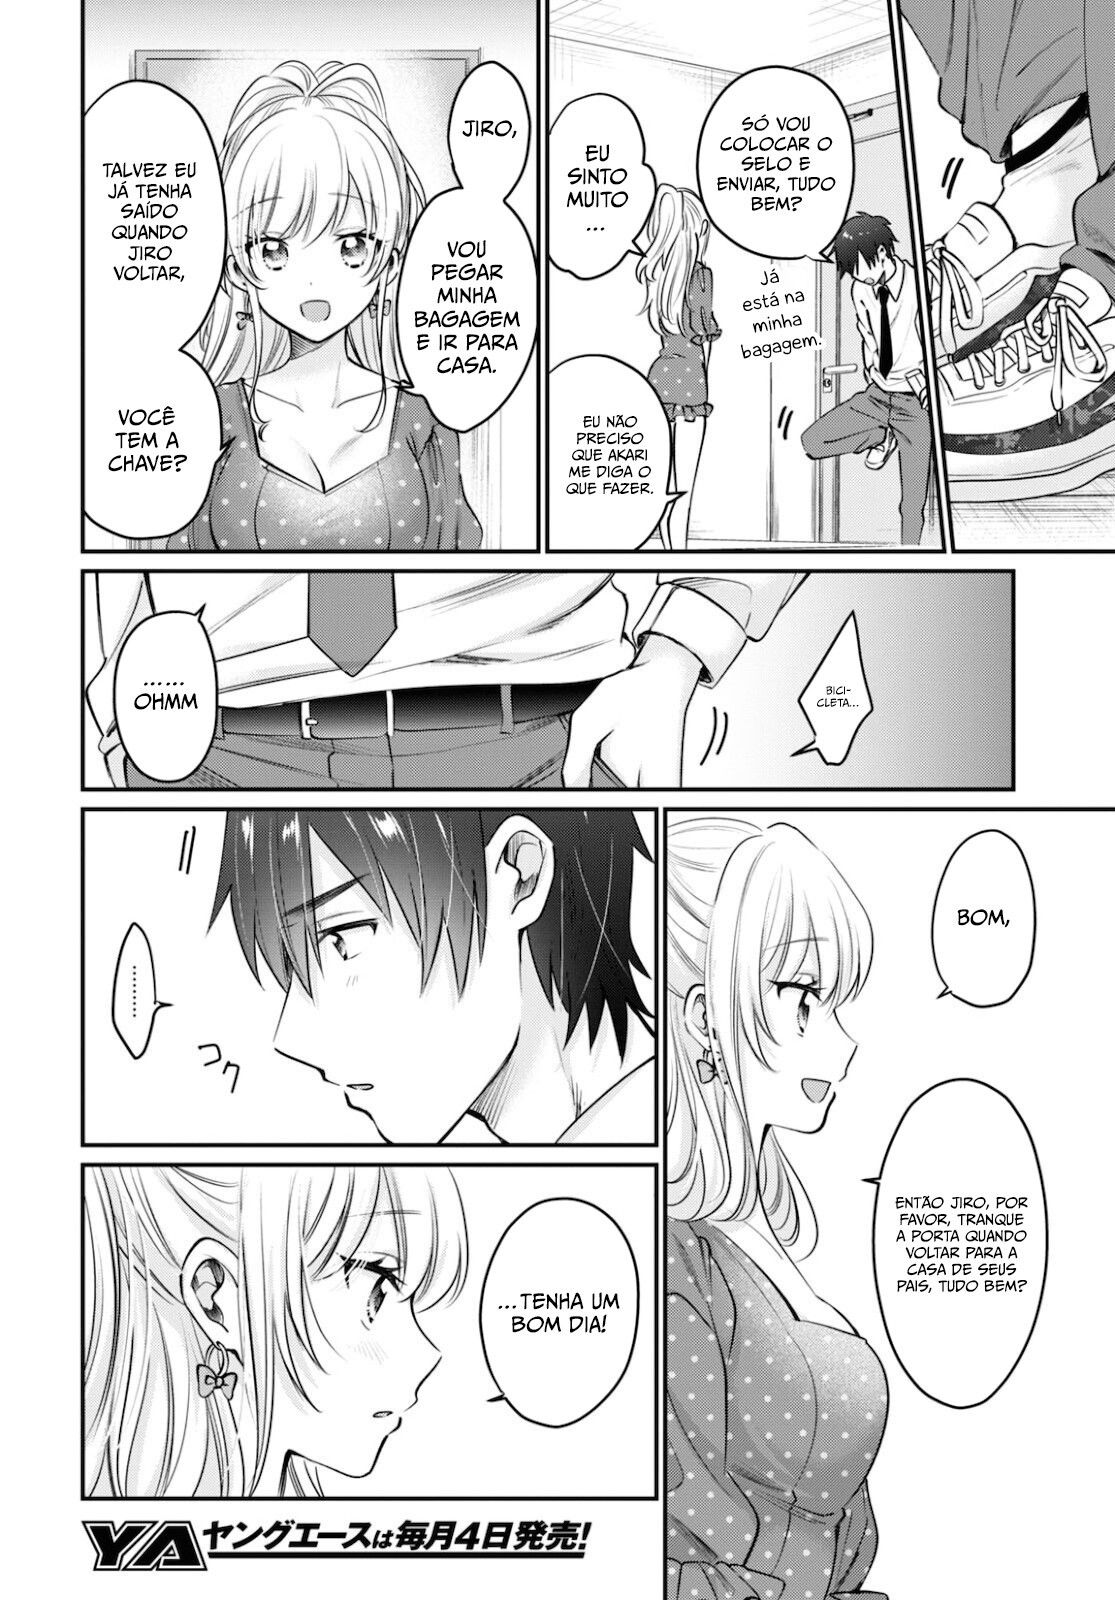 SÓ VOU
COLOCAR O
SELO E
ENVIAR, TUDO
BEM?
Já
está na
minha
bagagem.
EU
SINTO
MUITO
...
EU NÃO
PRECISO
QUE AKARI
ME DIGA O
QUE FAZER.
JIRO,
VOU
PEGAR
MINHA
BAGAGEM
E IR PARA
CASA.
TALVEZ EU
JÁ TENHA
SAÍDO
QUANDO
JIRO
VOLTAR,
VOCÊ
TEM A
CHAVE?
BICI-
CLETA...
......
OHMM
BOM,
ENTÃO JIRO, POR
FAVOR, TRANQUE
A PORTA QUANDO
VOLTAR PARA A
CASA DE SEUS
PAIS, TUDO BEM?
.........
コク
...TENHA UM
BOM DIA!
YA ヤングエースは毎月4日発売!